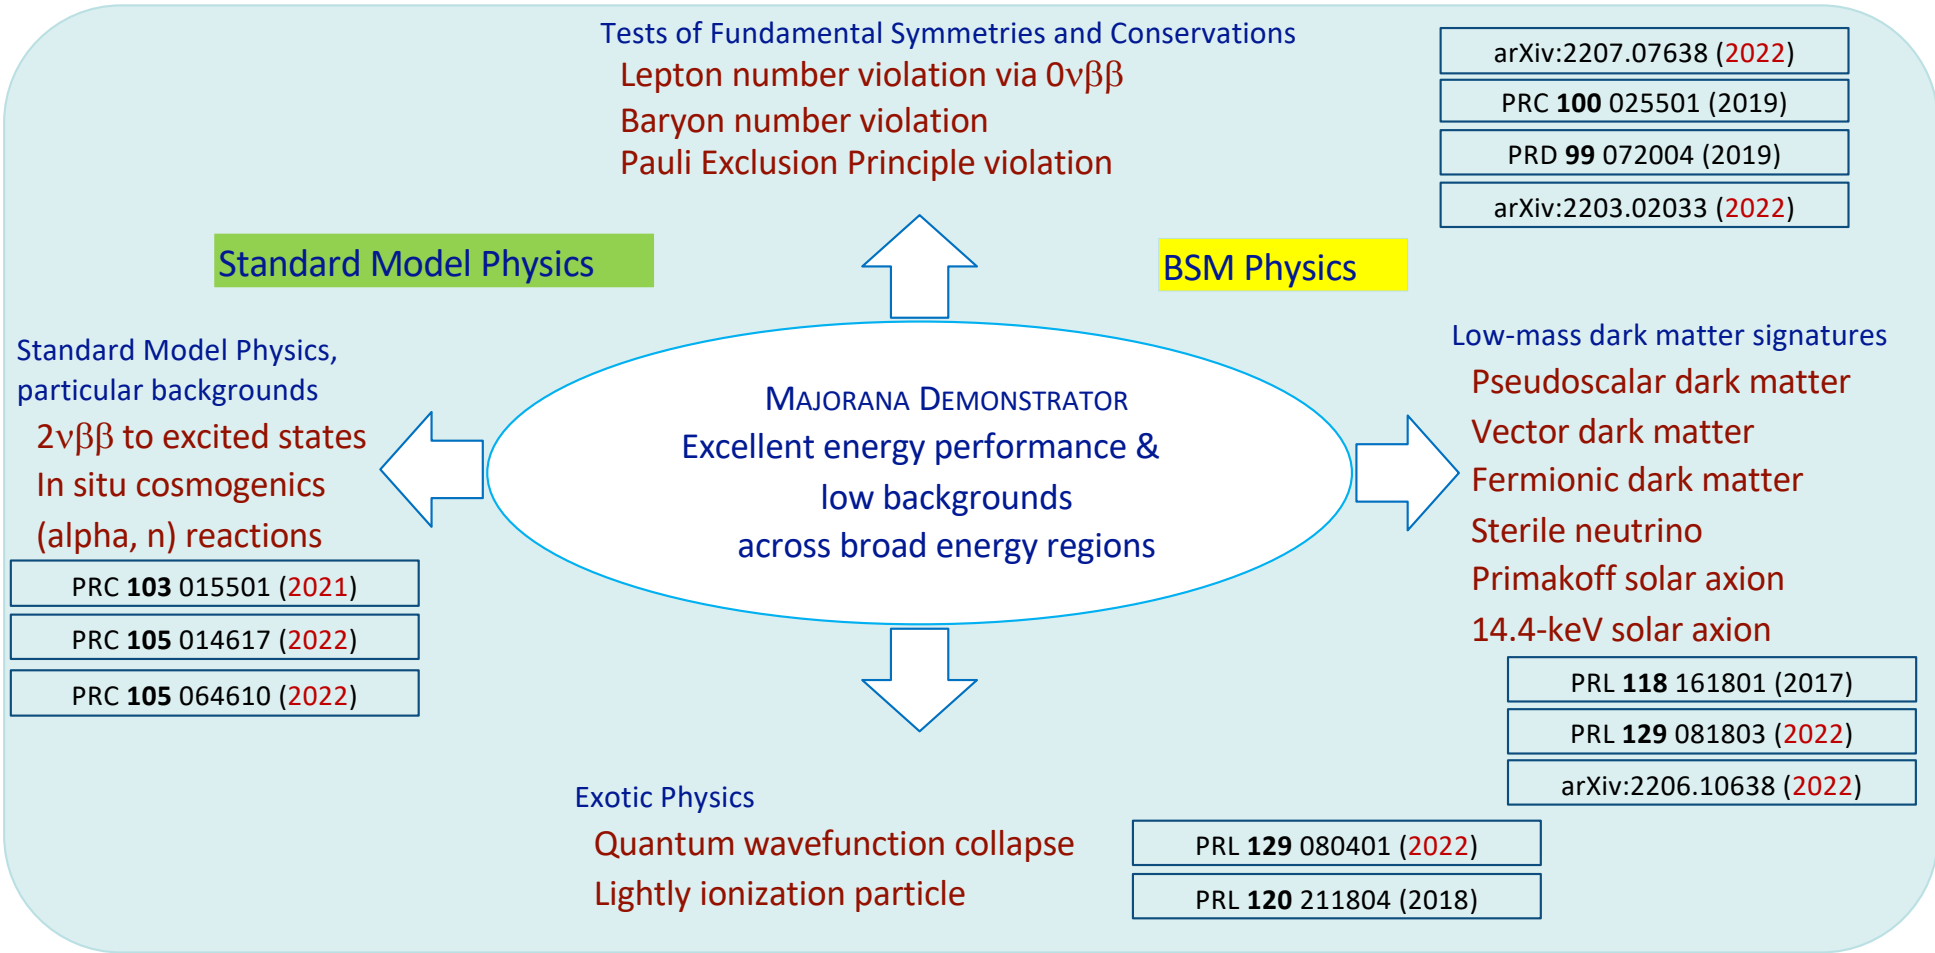 Tests of Fundamental Symmetries and Conservations
Lepton number violation via 0νββ
Baryon number violation
Pauli Exclusion Principle violation
arXiv:2207.07638 (2022)
PRC 100 025501 (2019)
PRD 99 072004 (2019)
arXiv:2203.02033 (2022)
Standard Model Physics
BSM Physics
Standard Model Physics,
particular backgrounds
2νββ to excited states
In situ cosmogenics
(alpha, n) reactions
PRC 103 015501 (2021)
PRC 105 014617 (2022)
PRC 105 064610 (2022)
MAJORANA DEMONSTRATOR
Excellent energy performance &
low backgrounds
across broad energy regions
Low-mass dark matter signatures
Pseudoscalar dark matter
Vector dark matter
Fermionic dark matter
Sterile neutrino
Primakoff solar axion
14.4-keV solar axion
PRL 118 161801 (2017)
PRL 129 081803 (2022)
arXiv:2206.10638 (2022)
Exotic Physics
Quantum wavefunction collapse
Lightly ionization particle
PRL 129 080401 (2022)
PRL 120 211804 (2018)